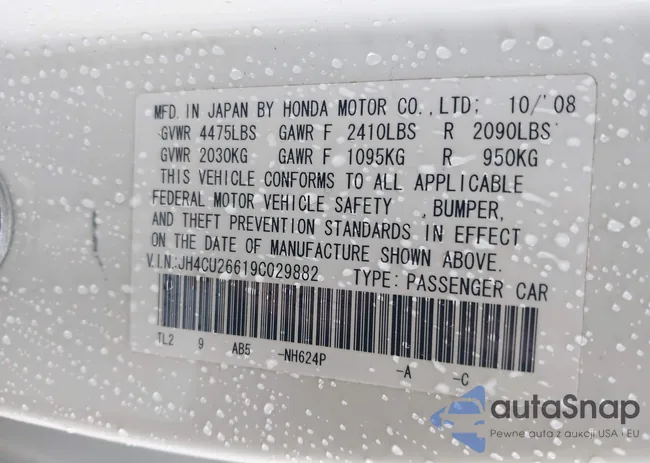 MFD. IN JAPAN BY HONDA MOTOR CO.,LTD; 10/'08
GVWR 4475LBS GAWR F 2410LBS R 2090LBS
GVWR 2030KG GAWR F 1095KG R 950KG
THIS VEHICLE CONFORMS TO ALL APPLICABLE
FEDERAL MOTOR VEHICLE SAFETY , BUMPER,
AND THEFT PREVENTION STANDARDS IN EFFECT
ON THE DATE OF MANUFACTURE SHOWN ABOVE.
V.IN:JH4CU26619C029882 TYPE: PASSENGER CAR
TL2 9 AB5 -NH624P -A -C
autaSnap
Pewne auta z aukcji USA i EU